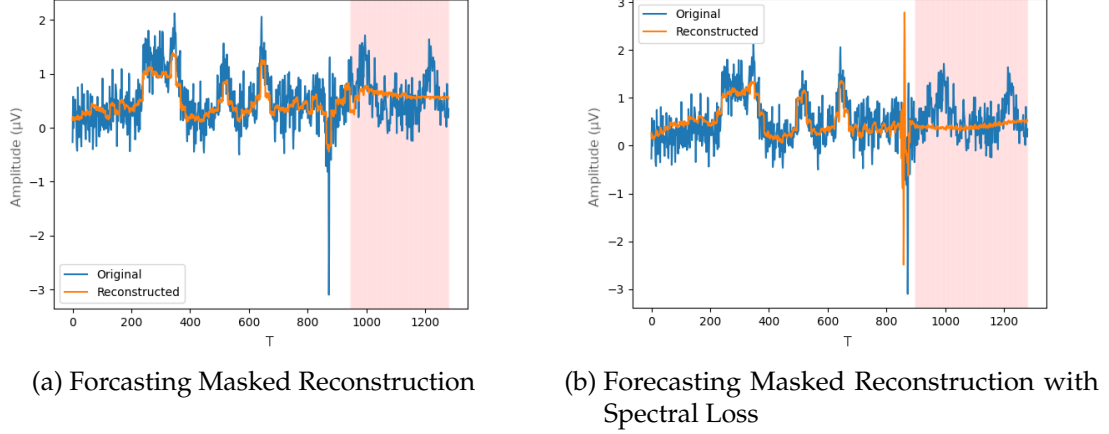 2
1
0
−1
−2
−3
Amplitude (μV)
Original
Reconstructed
0 200 400 600 800 1000 1200
T
(a) Forcasting Masked Reconstruction
3
2
1
0
−1
−2
−3
Amplitude (μV)
Original
Reconstructed
0 200 400 600 800 1000 1200
T
(b) Forecasting Masked Reconstruction with
Spectral Loss